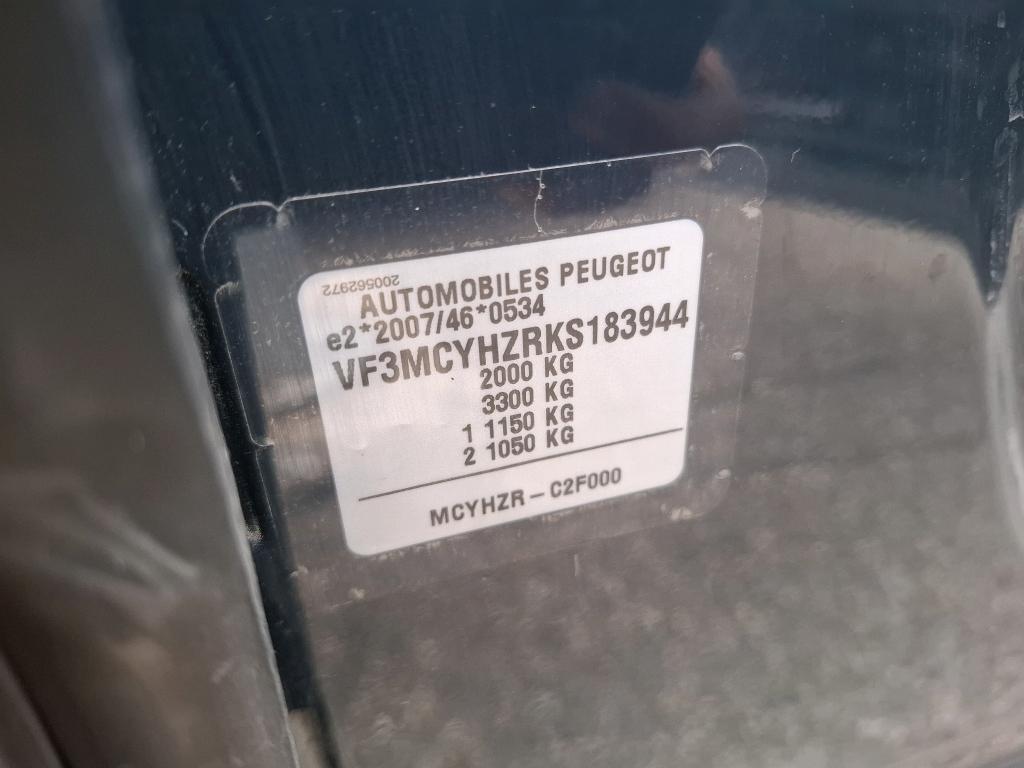 200562972
AUTOMOBILES PEUGEOT
e2*2007/46*0534
VF3MCYHZRKS183944
2000 KG
3300 KG
1 1150 KG
2 1050 KG
MCYHZR – C2F000